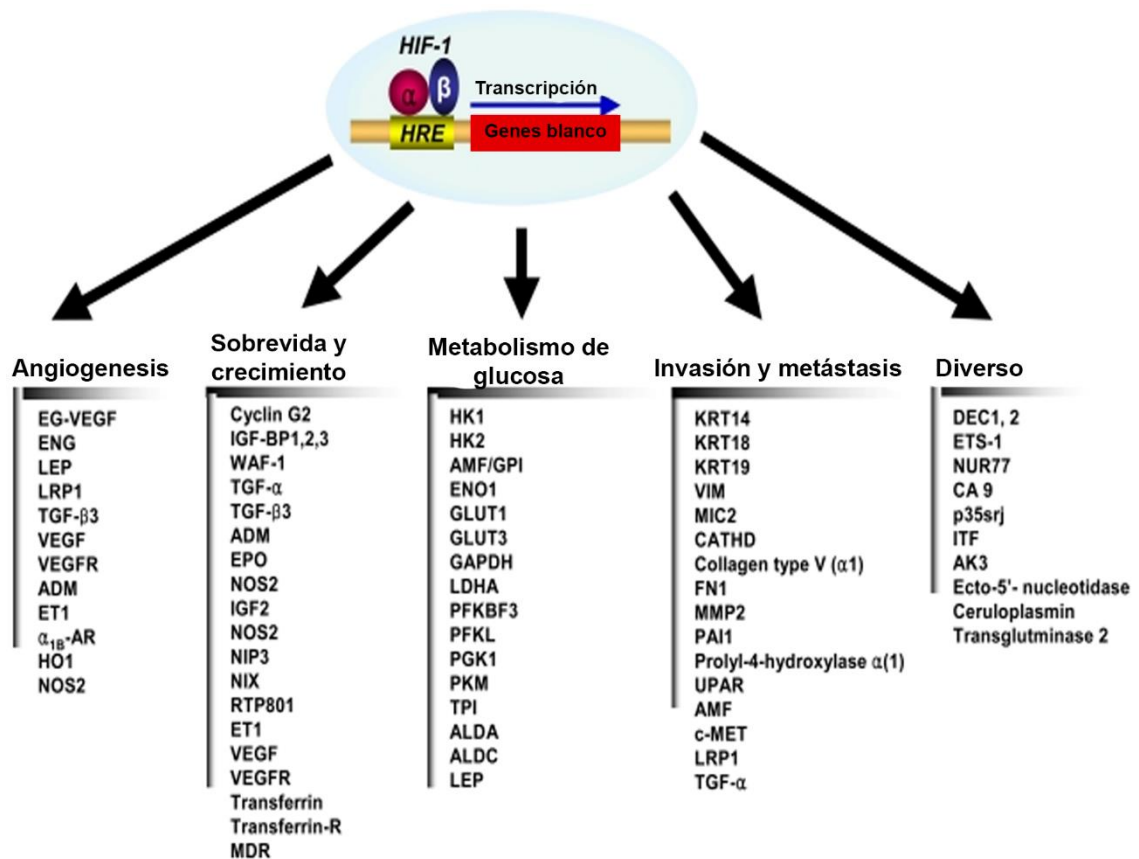 HIF-1
α
β
Transcripción
HRE
Genes blanco
Angiogenesis
EG-VEGF
ENG
LEP
LRP1
TGF-β3
VEGF
VEGFR
ADM
ET1
α1B-AR
HO1
NOS2
Sobrevida y
crecimiento
Cyclin G2
IGF-BP1,2,3
WAF-1
TGF-α
TGF-β3
ADM
EPO
NOS2
IGF2
NOS2
NIP3
NIX
RTP801
ET1
VEGF
VEGFR
Transferrin
Transferrin-R
MDR
Metabolismo de
glucosa
HK1
HK2
AMF/GPI
ENO1
GLUT1
GLUT3
GAPDH
LDHA
PFKBF3
PFKL
PGK1
PKM
TPI
ALDA
ALDC
LEP
Invasión y metástasis
KRT14
KRT18
KRT19
VIM
MIC2
CATHD
Collagen type V (α1)
FN1
MMP2
PAI1
Prolyl-4-hydroxylase α(1)
UPAR
AMF
c-MET
LRP1
TGF-α
Diverso
DEC1, 2
ETS-1
NUR77
CA 9
p35srj
ITF
AK3
Ecto-5'- nucleotidase
Ceruloplasmin
Transglutminase 2